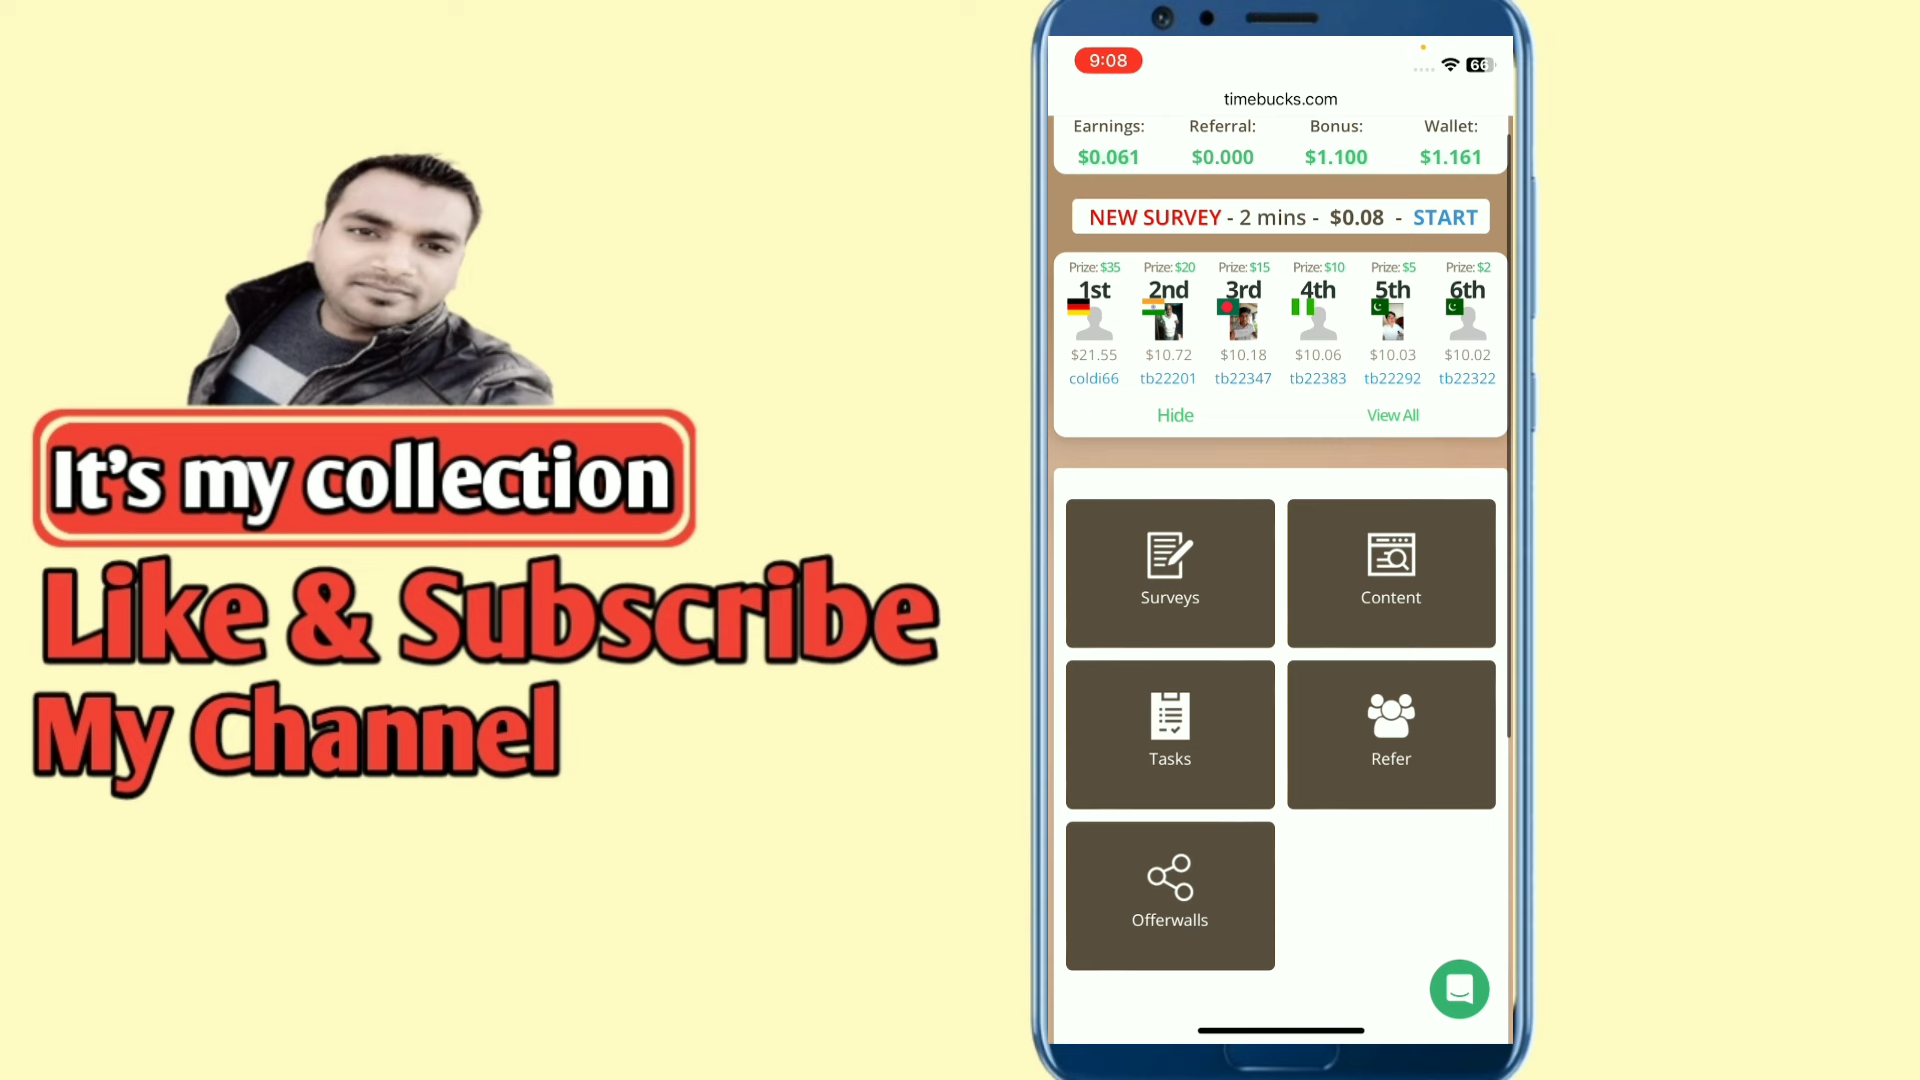 It's my collection
Like & Subscribe
My Channel
9:08
66
timebucks.com
Earnings: Referral: Bonus: Wallet:
$0.061 $0.000 $1.100 $1.161
NEW SURVEY - 2 mins - $0.08 - START
Prize: $35 Prize: $20 Prize: $15 Prize: $10 Prize: $5 Prize: $2
1st 2nd 3rd 4th 5th 6th
$21.55 $10.72 $10.18 $10.06 $10.03 $10.02
coldi66 tb22201 tb22347 tb22383 tb22292 tb22322
Hide View All
Surveys Content
Tasks Refer
Offerwalls